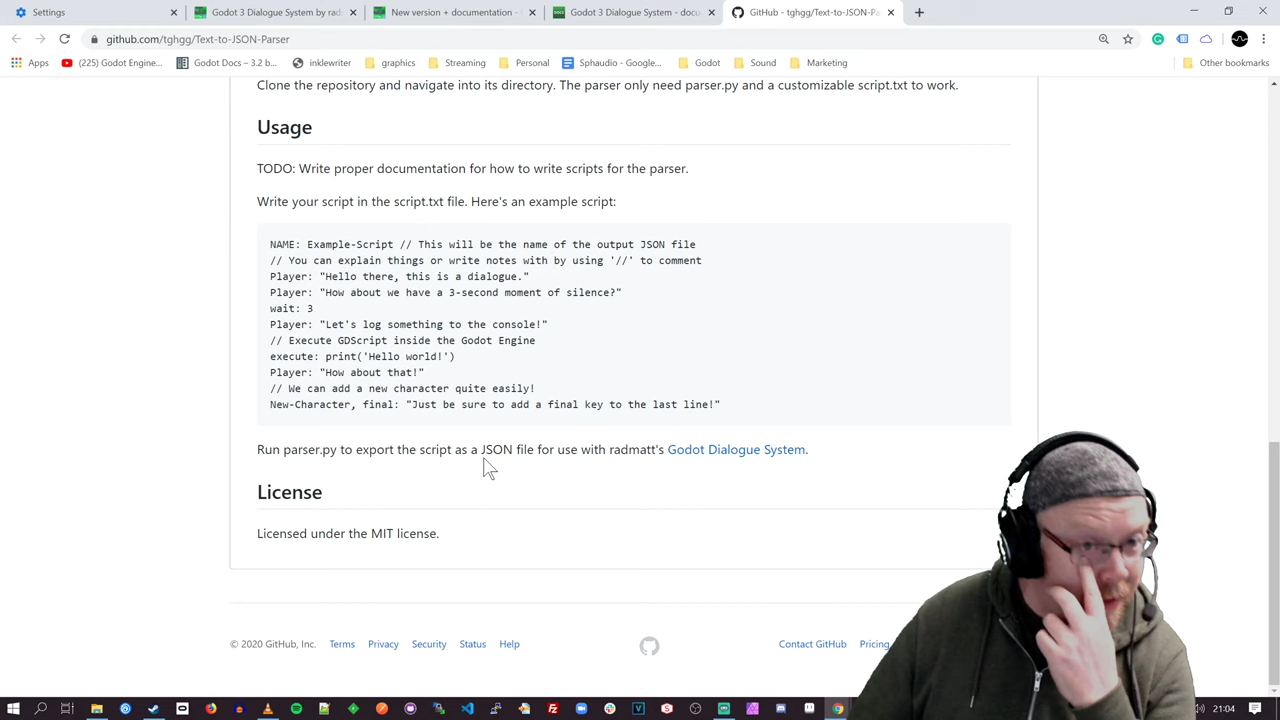 Settings
Godot 3 Dialogue System by rad
New version + documentation -
Godot 3 Dialogue System - docu
GitHub - tghgg/Text-to-JSON-Pa
github.com/tghgg/Text-to-JSON-Parser
Apps
(225) Godot Engine...
Godot Docs – 3.2 b...
inklewriter
graphics
Streaming
Personal
Sphaudio - Google...
Godot
Sound
Marketing
Other bookmarks
Clone the repository and navigate into its directory. The parser only need parser.py and a customizable script.txt to work.
Usage
TODO: Write proper documentation for how to write scripts for the parser.
Write your script in the script.txt file. Here's an example script:
NAME: Example-Script // This will be the name of the output JSON file
// You can explain things or write notes with by using '//' to comment
Player: "Hello there, this is a dialogue."
Player: "How about we have a 3-second moment of silence?"
wait: 3
Player: "Let's log something to the console!"
// Execute GDScript inside the Godot Engine
execute: print('Hello world!')
Player: "How about that!"
// We can add a new character quite easily!
New-Character, final: "Just be sure to add a final key to the last line!"
Run parser.py to export the script as a JSON file for use with radmatt's Godot Dialogue System.
License
Licensed under the MIT license.
© 2020 GitHub, Inc.
Terms
Privacy
Security
Status
Help
Contact GitHub
Pricing
21:04